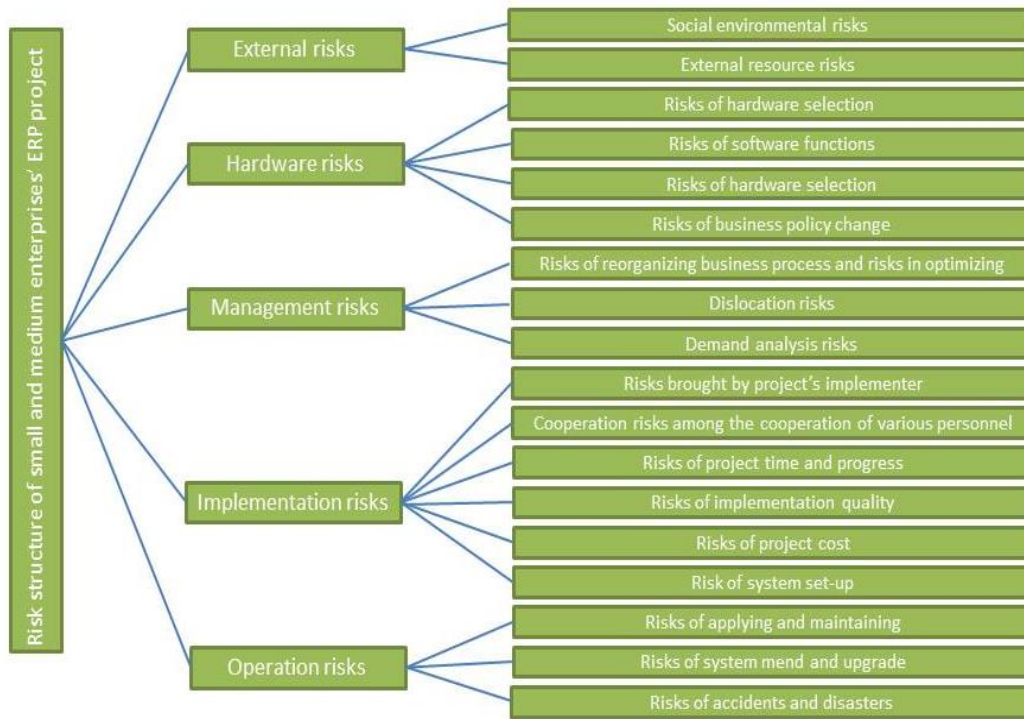 Risk structure of small and medium enterprises' ERP project
External risks
Social environmental risks
External resource risks
Hardware risks
Risks of hardware selection
Risks of software functions
Risks of hardware selection
Risks of business policy change
Management risks
Risks of reorganizing business process and risks in optimizing
Dislocation risks
Demand analysis risks
Implementation risks
Risks brought by project's implementer
Cooperation risks among the cooperation of various personnel
Risks of project time and progress
Risks of implementation quality
Risks of project cost
Risk of system set-up
Operation risks
Risks of applying and maintaining
Risks of system mend and upgrade
Risks of accidents and disasters